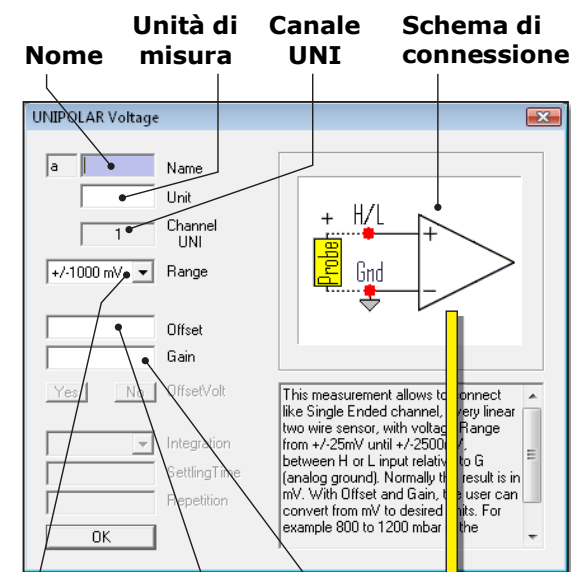 Nome
Unità di misura
Canale UNI
Schema di connessione
UNIPOLAR Voltage
a
Name
Unit
1
Channel UNI
+/-1000 mV
Range
Offset
Gain
Yes
No
OffsetVolt
Integration
SettlingTime
Repetition
OK
+ H/L
+
Probe
Gnd
−
This measurement allows to connect
like Single Ended channel, every linear
two wire sensor, with voltage Range
from +/-25mV until +/-2500mV,
between H or L input relative to G
(analog ground). Normally the result is in
mV. With Offset and Gain, the user can
convert from mV to desired units. For
example 800 to 1200 mbar the